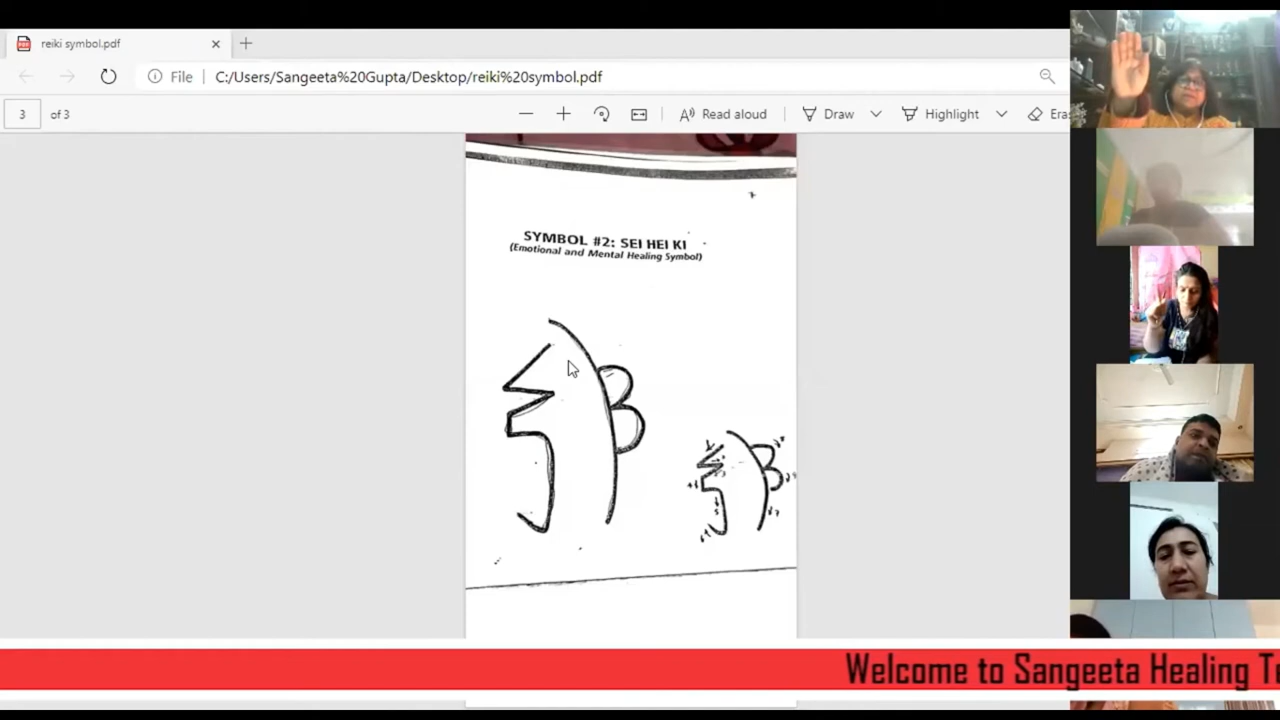 reiki symbol.pdf
File
C:/Users/Sangeeta%20Gupta/Desktop/reiki%20symbol.pdf
3 of 3
Read aloud
Draw
Highlight
SYMBOL #2: SEI HEI KI
(Emotional and Mental Healing Symbol)
Welcome to Sangeeta Healing